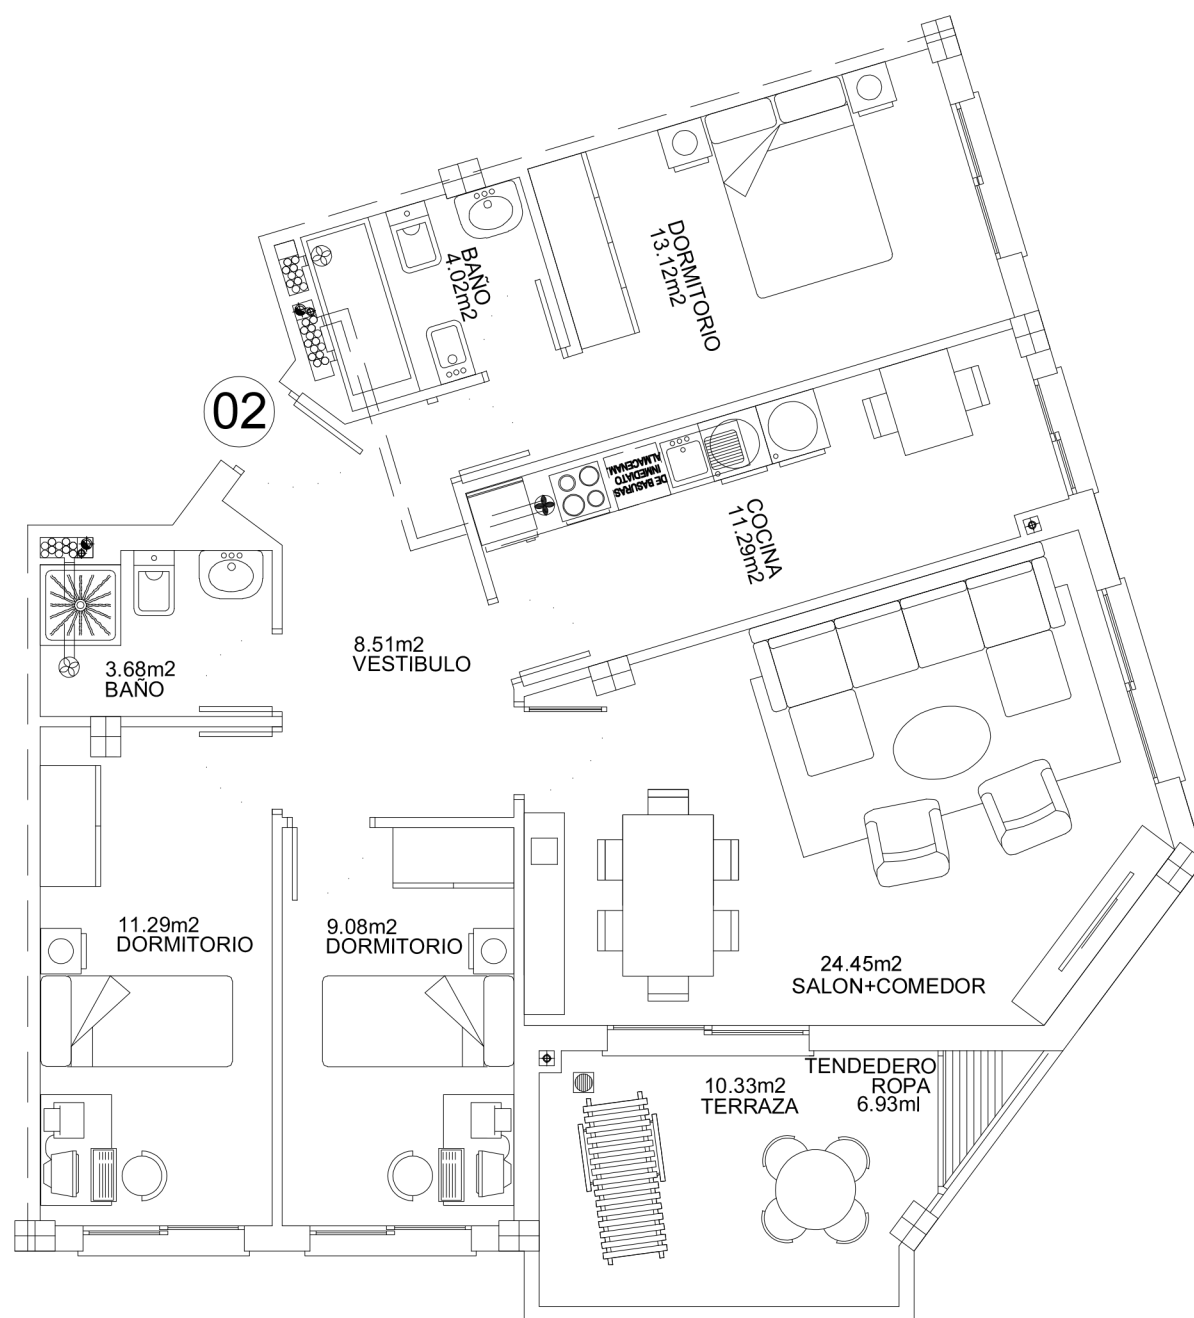 DORMITORIO
13.12m2
BAÑO
4.02m2
02
DE BASURAS
INMEDIATO
ALMACENAM.
COCINA
11.29m2
8.51m2
VESTIBULO
3.68m2
BAÑO
11.29m2
DORMITORIO
9.08m2
DORMITORIO
24.45m2
SALON+COMEDOR
10.33m2
TERRAZA
TENDEDERO
ROPA
6.93ml